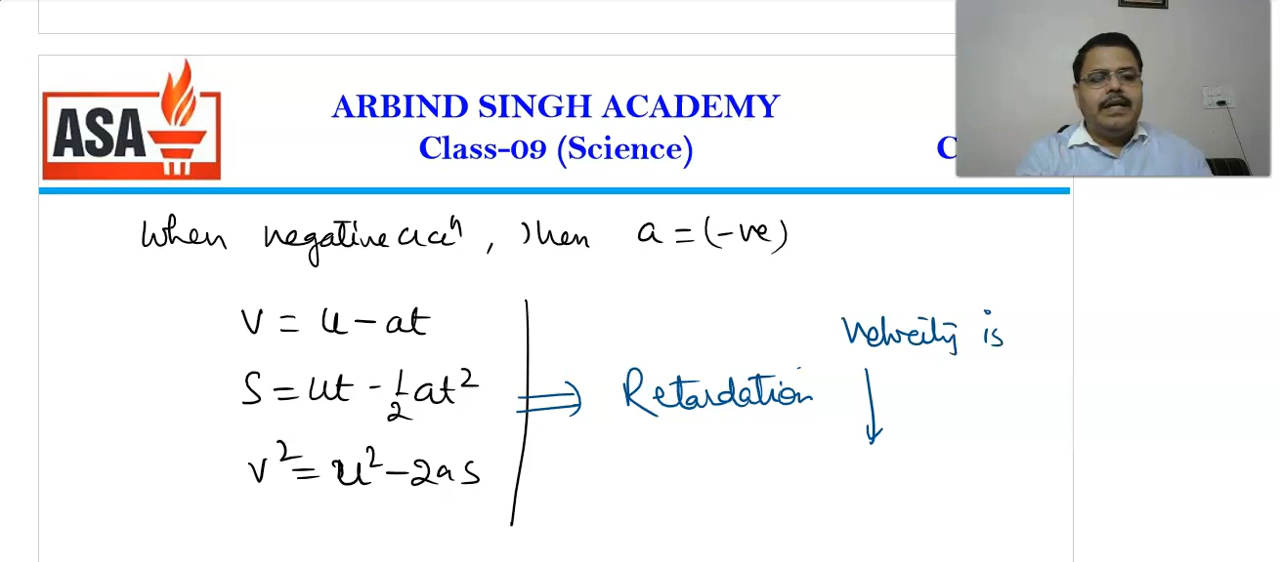 ASA
ARBIND SINGH ACADEMY
Class-09 (Science)
C
When negative accⁿ, then a = (-ve)
V = u - at
S = ut - ½at²
v² = u² - 2as
⇒ Retardation
Velocity is ↓